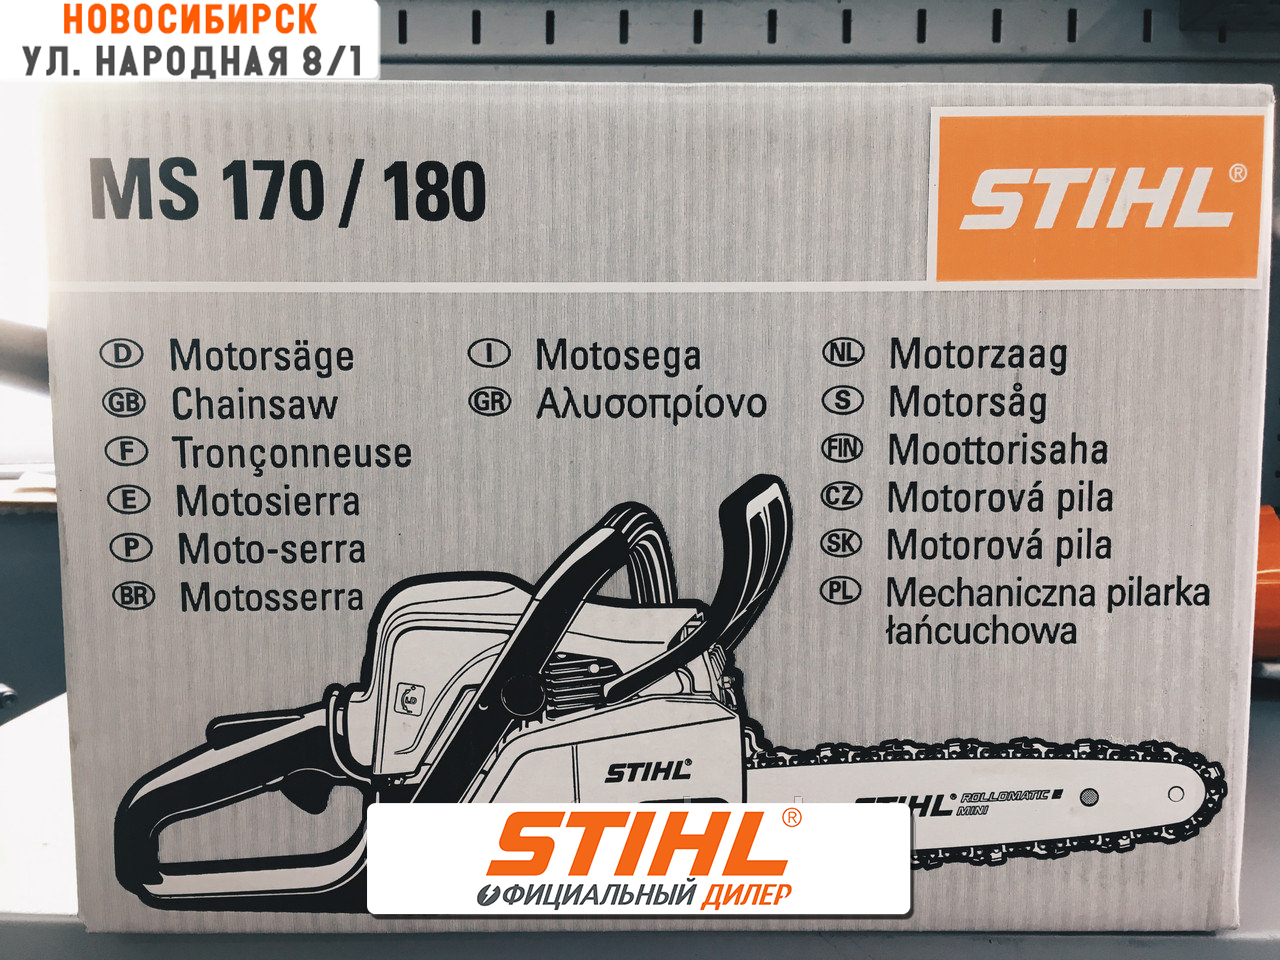 НОВОСИБИРСК
УЛ. НАРОДНАЯ 8/1
MS 170 / 180
STIHL®
D Motorsäge
GB Chainsaw
F Tronçonneuse
E Motosierra
P Moto-serra
BR Motosserra
I Motosega
GR Αλυσοπρίονο
NL Motorzaag
S Motorsåg
FIN Moottorisaha
CZ Motorová pila
SK Motorová pila
PL Mechaniczna pilarka
łańcuchowa
LD
STIHL®
STIHL® ROLLOMATIC E
MINI
STIHL®
ОФИЦИАЛЬНЫЙ ДИЛЕР